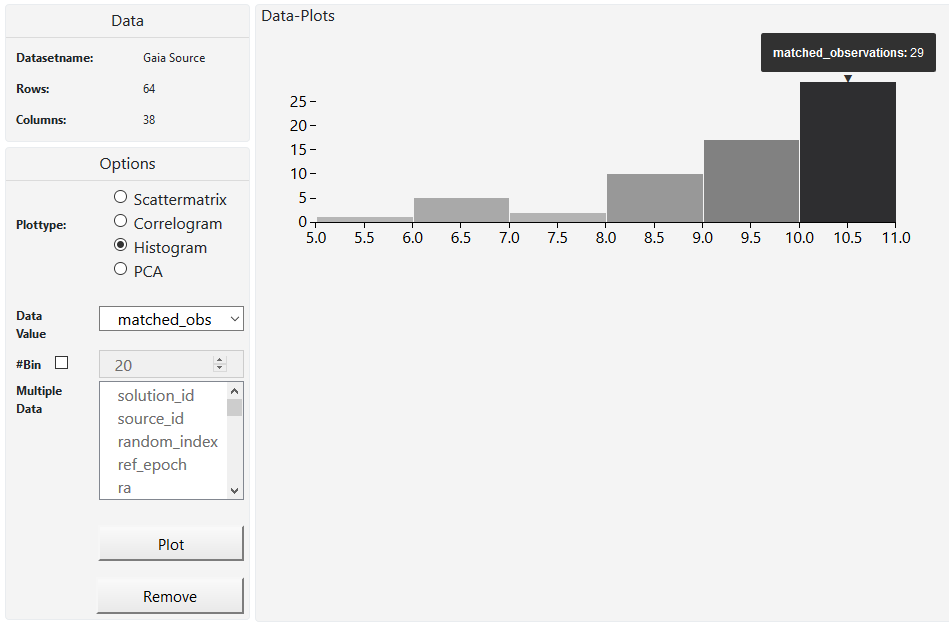 Data
Datasetname: Gaia Source
Rows: 64
Columns: 38
Options
Plottype:
Scattermatrix
Correlogram
Histogram
PCA
Data
Value
matched_obs
#Bin
20
Multiple
Data
solution_id
source_id
random_index
ref_epoch
ra
Plot
Remove
Data-Plots
matched_observations: 29
25
20
15
10
5
0
5.0 5.5 6.0 6.5 7.0 7.5 8.0 8.5 9.0 9.5 10.0 10.5 11.0